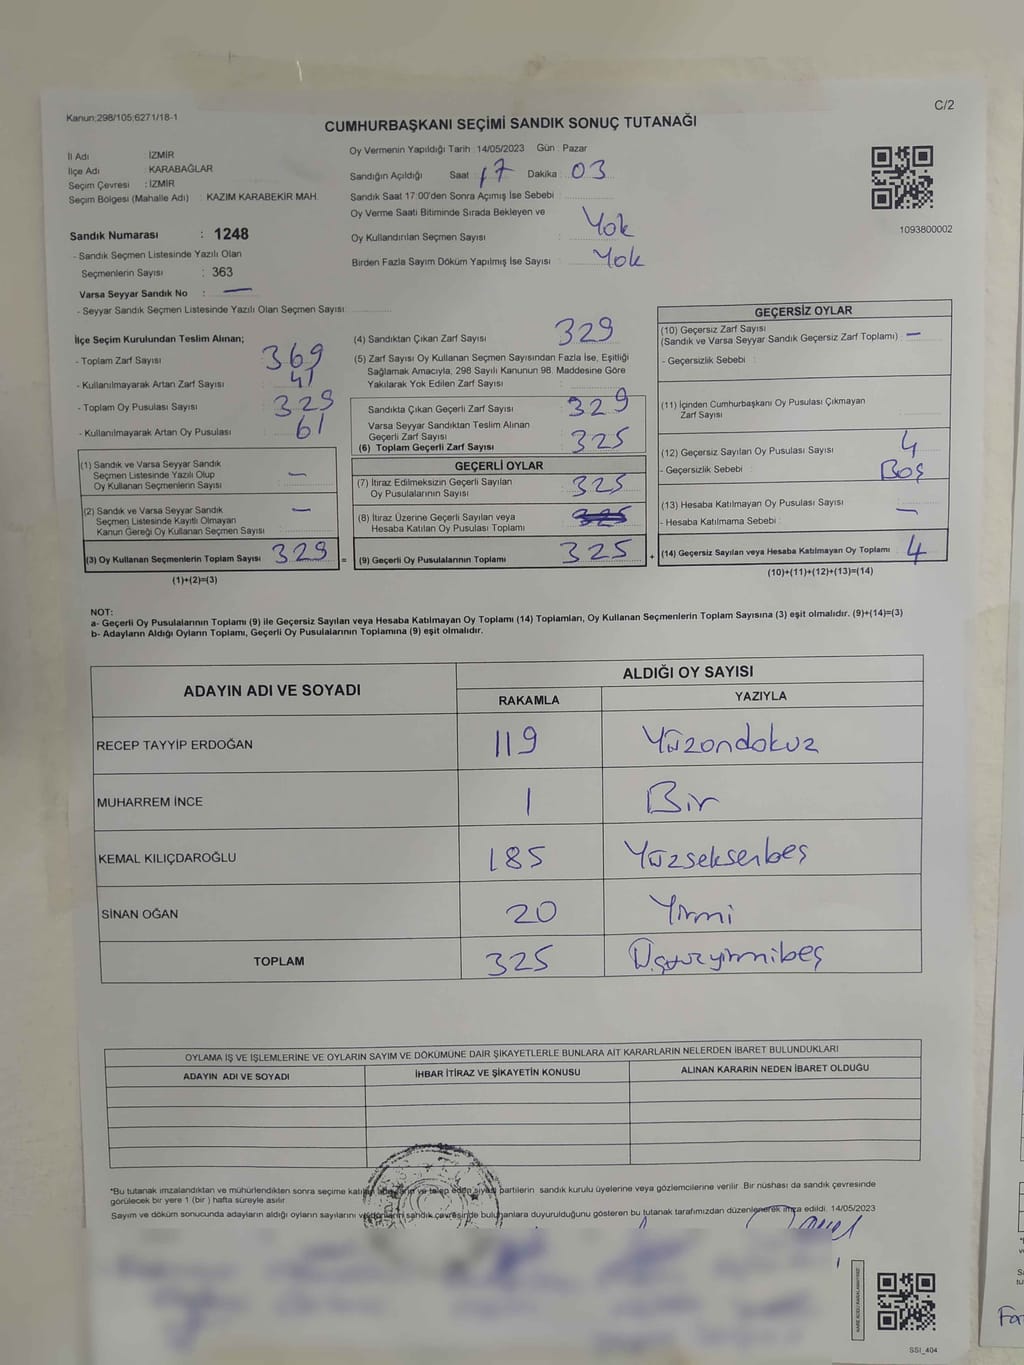 Kanun:298/105;6271/18-1
C/2
CUMHURBAŞKANI SEÇİMİ SANDIK SONUÇ TUTANAĞI
İl Adı : İZMİR
İlçe Adı : KARABAĞLAR
Seçim Çevresi : İZMİR
Seçim Bölgesi (Mahalle Adı) : KAZIM KARABEKİR MAH.
Sandık Numarası : 1248
- Sandık Seçmen Listesinde Yazılı Olan
Seçmenlerin Sayısı : 363
Varsa Seyyar Sandık No : —
- Seyyar Sandık Seçmen Listesinde Yazılı Olan Seçmen Sayısı:
Oy Vermenin Yapıldığı Tarih : 14/05/2023 Gün : Pazar
Sandığın Açıldığı Saat 17 Dakika : 03
Sandık Saat 17:00'den Sonra Açımış İse Sebebi :
Oy Verme Saati Bitiminde Sırada Bekleyen ve
Oy Kullandırılan Seçmen Sayısı : Yok
Birden Fazla Sayım Döküm Yapılmış İse Sayısı : Yok
1093800002
İlçe Seçim Kurulundan Teslim Alınan;
- Toplam Zarf Sayısı : 369
- Kullanılmayarak Artan Zarf Sayısı : 41
- Toplam Oy Pusulası Sayısı : 329
- Kullanılmayarak Artan Oy Pusulası : 61
(1) Sandık ve Varsa Seyyar Sandık
Seçmen Listesinde Yazılı Olup
Oy Kullanan Seçmenlerin Sayısı : —
(2) Sandık ve Varsa Seyyar Sandık
Seçmen Listesinde Kayıtlı Olmayan
Kanun Gereği Oy Kullanan Seçmen Sayısı : —
(3) Oy Kullanan Seçmenlerin Toplam Sayısı : 329 =
(1)+(2)=(3)
(4) Sandıktan Çıkan Zarf Sayısı : 329
(5) Zarf Sayısı Oy Kullanan Seçmen Sayısından Fazla İse, Eşitliği
Sağlamak Amacıyla, 298 Sayılı Kanunun 98. Maddesine Göre
Yakılarak Yok Edilen Zarf Sayısı :
Sandıkta Çıkan Geçerli Zarf Sayısı : 329
Varsa Seyyar Sandıktan Teslim Alınan
Geçerli Zarf Sayısı :
(6) Toplam Geçerli Zarf Sayısı : 325
GEÇERLİ OYLAR
(7) İtiraz Edilmeksizin Geçerli Sayılan
Oy Pusulalarının Sayısı : 325
(8) İtiraz Üzerine Geçerli Sayılan veya
Hesaba Katılan Oy Pusulası Toplamı : 325
(9) Geçerli Oy Pusulalarının Toplamı : 325 +
GEÇERSİZ OYLAR
(10) Geçersiz Zarf Sayısı
(Sandık ve Varsa Seyyar Sandık Geçersiz Zarf Toplamı) : —
- Geçersizlik Sebebi :
(11) İçinden Cumhurbaşkanı Oy Pusulası Çıkmayan
Zarf Sayısı :
(12) Geçersiz Sayılan Oy Pusulası Sayısı : 4
- Geçersizlik Sebebi : Boş
(13) Hesaba Katılmayan Oy Pusulası Sayısı : —
- Hesaba Katılmama Sebebi :
(14) Geçersiz Sayılan veya Hesaba Katılmayan Oy Toplamı : 4
(10)+(11)+(12)+(13)=(14)
NOT:
a- Geçerli Oy Pusulalarının Toplamı (9) ile Geçersiz Sayılan veya Hesaba Katılmayan Oy Toplamı (14) Toplamları, Oy Kullanan Seçmenlerin Toplam Sayısına (3) eşit olmalıdır. (9)+(14)=(3)
b- Adayların Aldığı Oyların Toplamı, Geçerli Oy Pusulalarının Toplamına (9) eşit olmalıdır.
ADAYIN ADI VE SOYADI ALDIĞI OY SAYISI
RAKAMLA YAZIYLA
RECEP TAYYİP ERDOĞAN 119 Yüzondokuz
MUHARREM İNCE 1 Bir
KEMAL KILIÇDAROĞLU 185 Yüzseksenbeş
SİNAN OĞAN 20 Yirmi
TOPLAM 325 Üçyüzyirmibeş
OYLAMA İŞ VE İŞLEMLERİNE VE OYLARIN SAYIM VE DÖKÜMÜNE DAİR ŞİKAYETLERLE BUNLARA AİT KARARLARIN NELERDEN İBARET BULUNDUKLARI
ADAYIN ADI VE SOYADI İHBAR İTİRAZ VE ŞİKAYETİN KONUSU ALINAN KARARIN NEDEN İBARET OLDUĞU
*Bu tutanak imzalandıktan ve mühürlendikten sonra seçime katılan adayların ve talep eden siyasi partilerin sandık kurulu üyelerine veya gözlemcilerine verilir. Bir nüshası da sandık çevresinde
görülecek bir yere 1 (bir) hafta süreyle asılır
Sayım ve döküm sonucunda adayların aldığı oyların sayılarını sandık çevresinde bulunanlara duyurulduğunu gösteren bu tutanak tarafımızdan düzenlenerek imza edildi. 14/05/2023
SSI_404